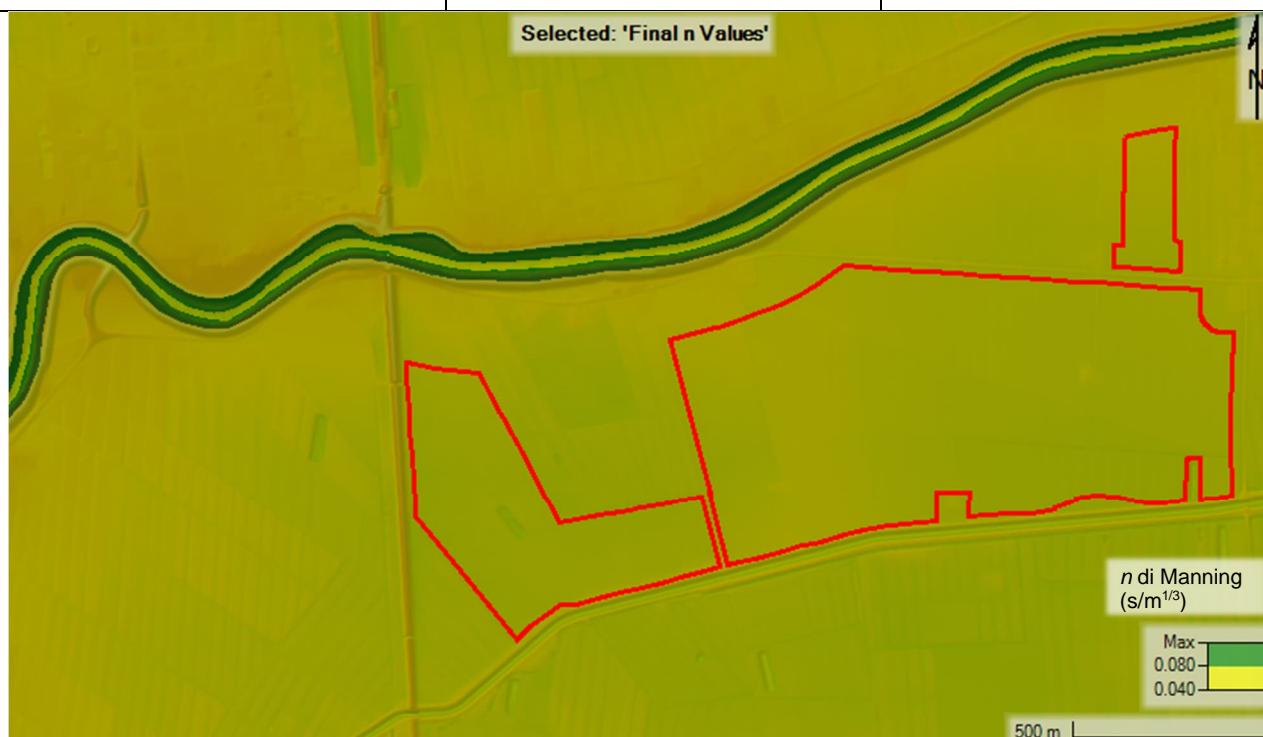 Selected: 'Final n Values'
N
n di Manning
(s/m1/3)
Max
0.080
0.040
500 m